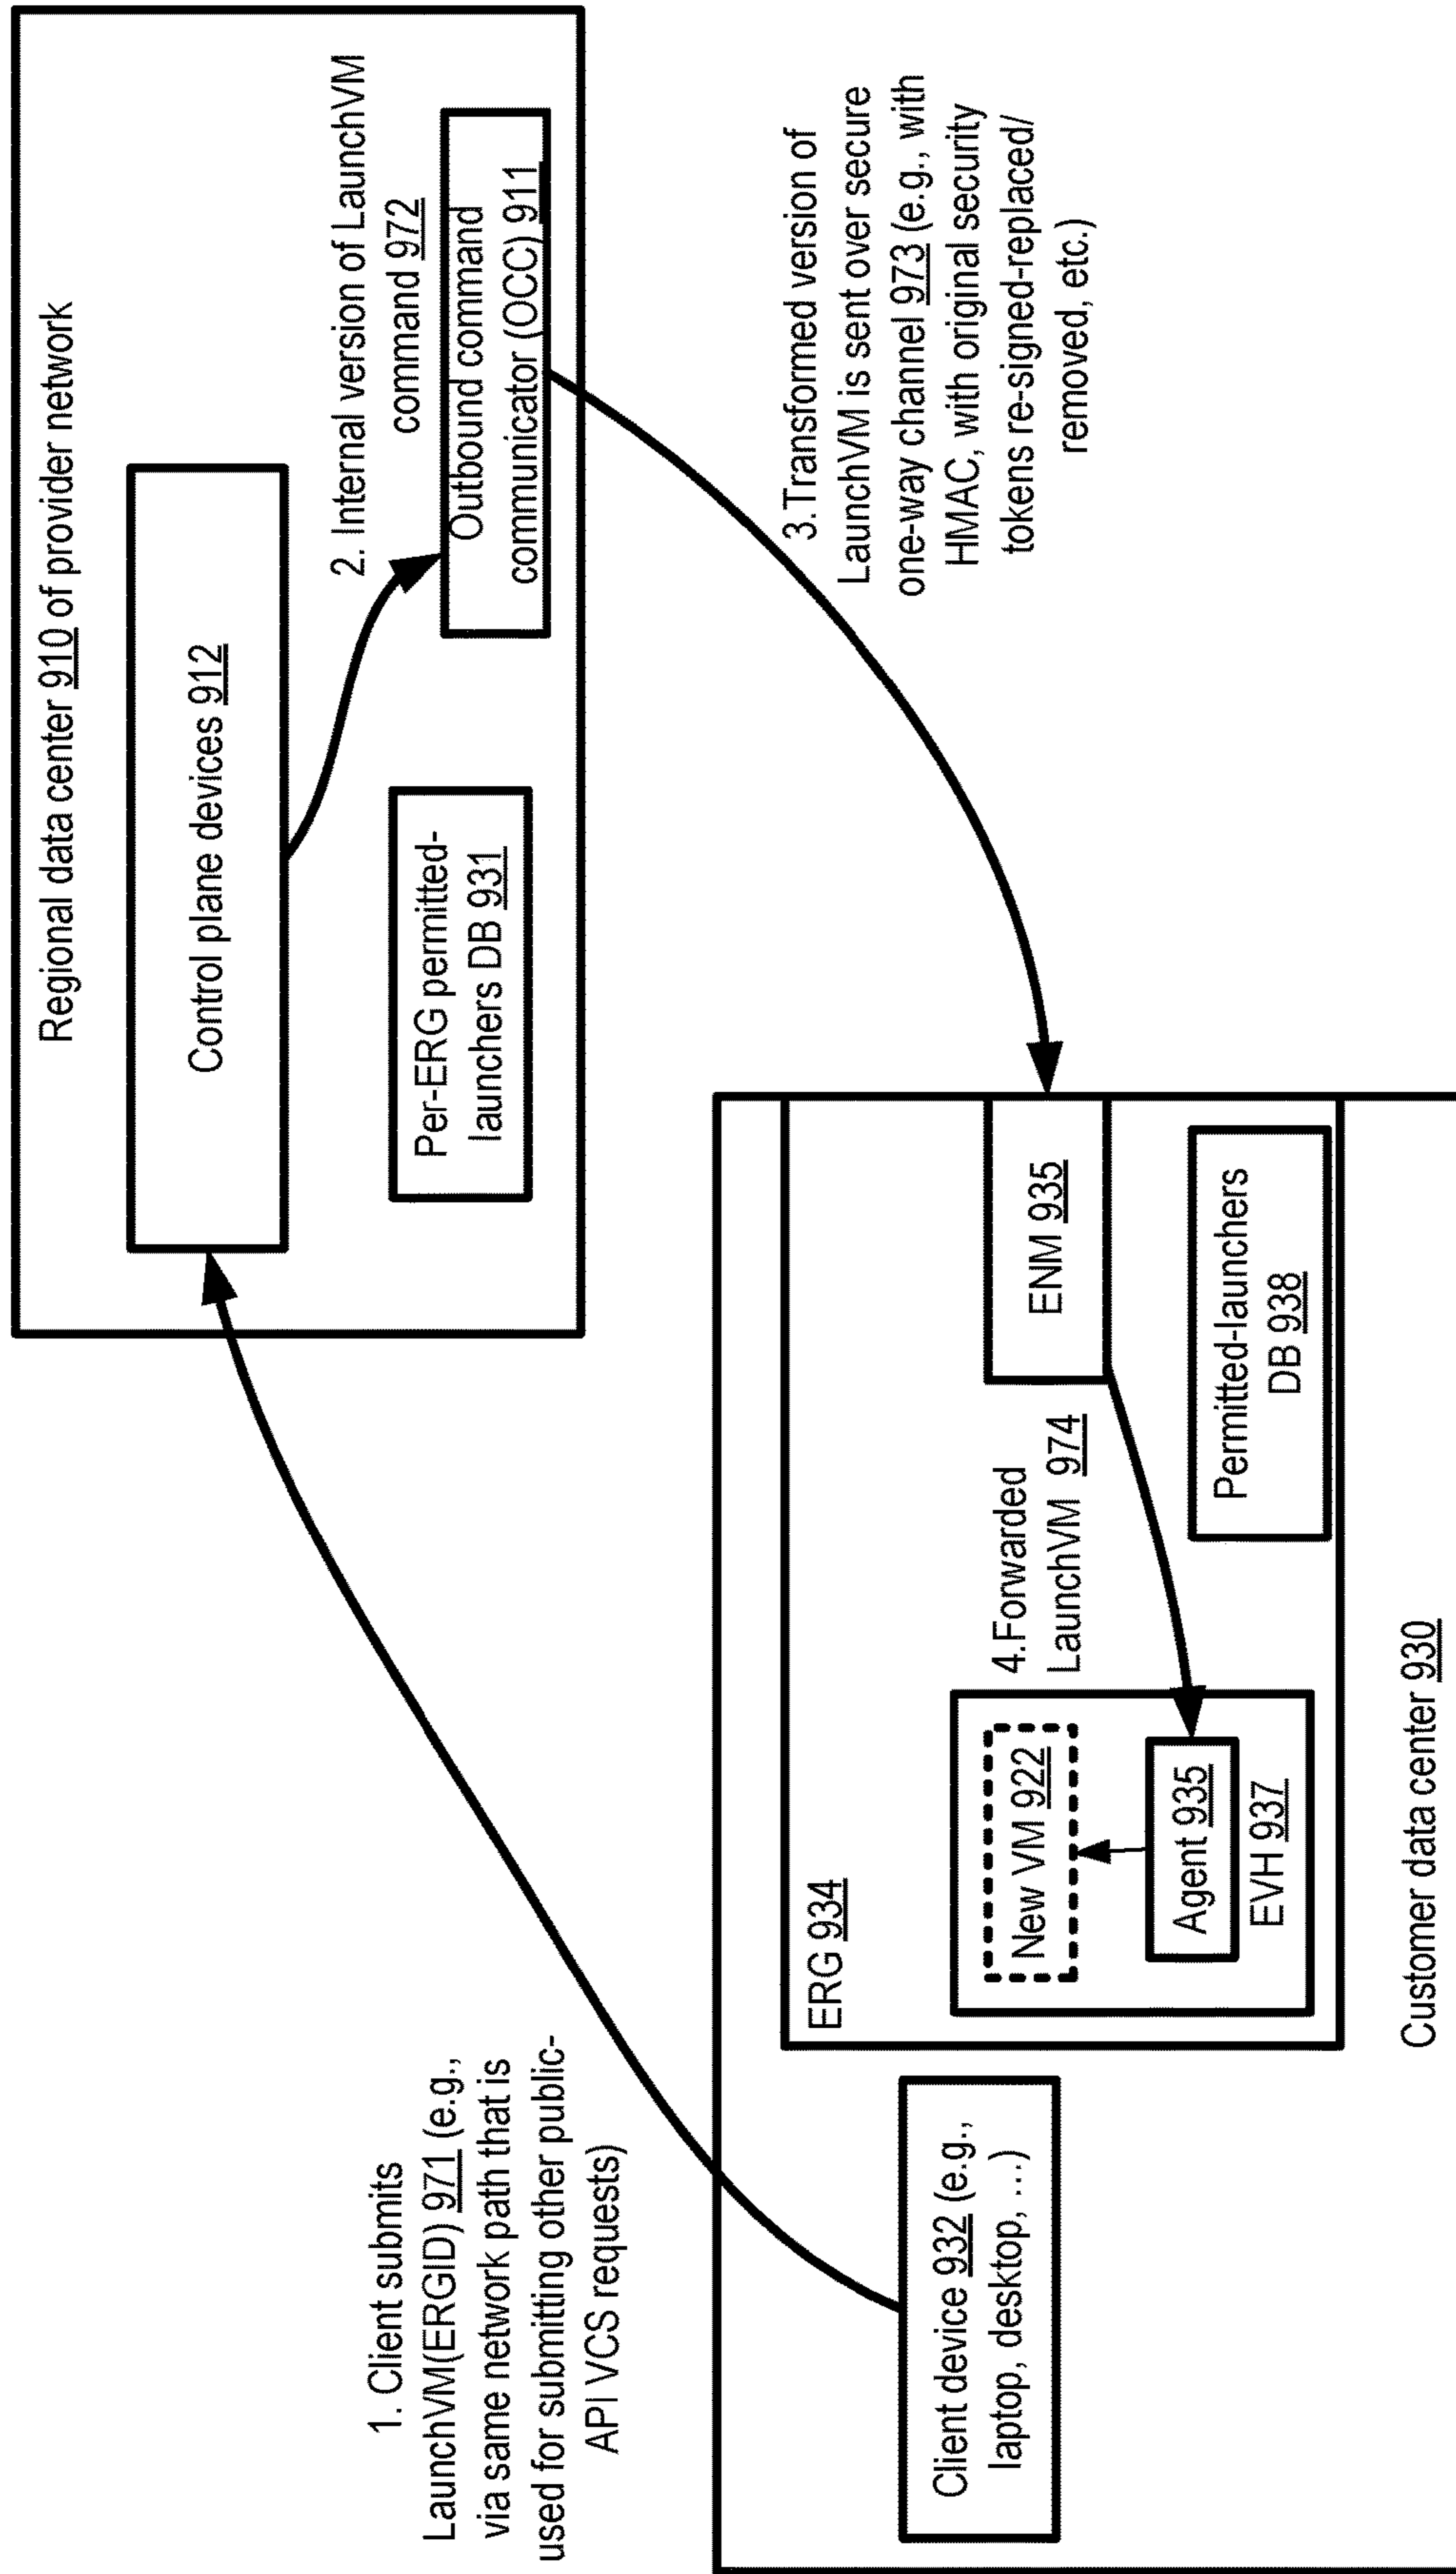 Regional data center 910 of provider network
Control plane devices 912
2. Internal version of LaunchVM
command 972
Per-ERG permitted-
launchers DB 931
Outbound command
communicator (OCC) 911
1. Client submits
LaunchVM(ERGID) 971 (e.g.,
via same network path that is
used for submitting other public-
API VCS requests)
3.Transformed version of
LaunchVM is sent over secure
one-way channel 973 (e.g., with
HMAC, with original security
tokens re-signed-replaced/
removed, etc.)
Client device 932 (e.g.,
laptop, desktop, ...)
ERG 934
New VM 922
Agent 935
EVH 937
4.Forwarded
LaunchVM 974
ENM 935
Permitted-launchers
DB 938
Customer data center 930